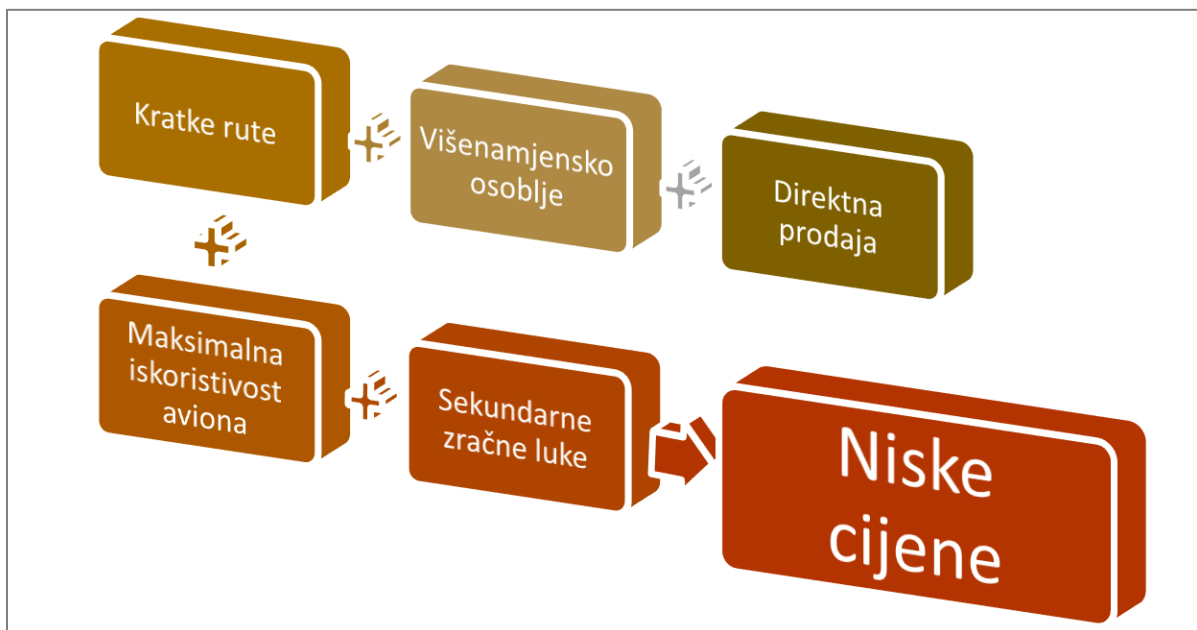 Kratke rute
Višenamjensko
osoblje
Direktna
prodaja
Maksimalna
iskoristivost
aviona
Sekundarne
zračne luke
Niske
cijene